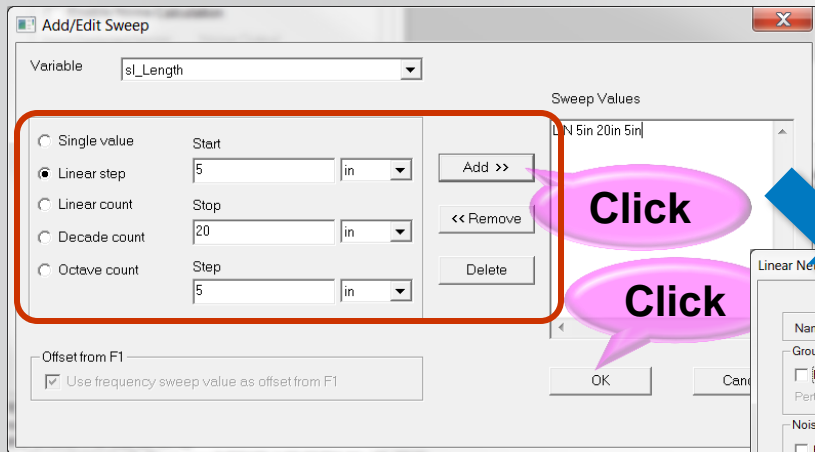 Add/Edit Sweep
Variable
sl_Length
Sweep Values
LIN 5in 20in 5in
Single value
Linear step
Linear count
Decade count
Octave count
Start
5 in
Stop
20 in
Step
5 in
Add >>
<< Remove
Delete
Click
Click
Offset from F1
Use frequency sweep value as offset from F1
OK
Linear